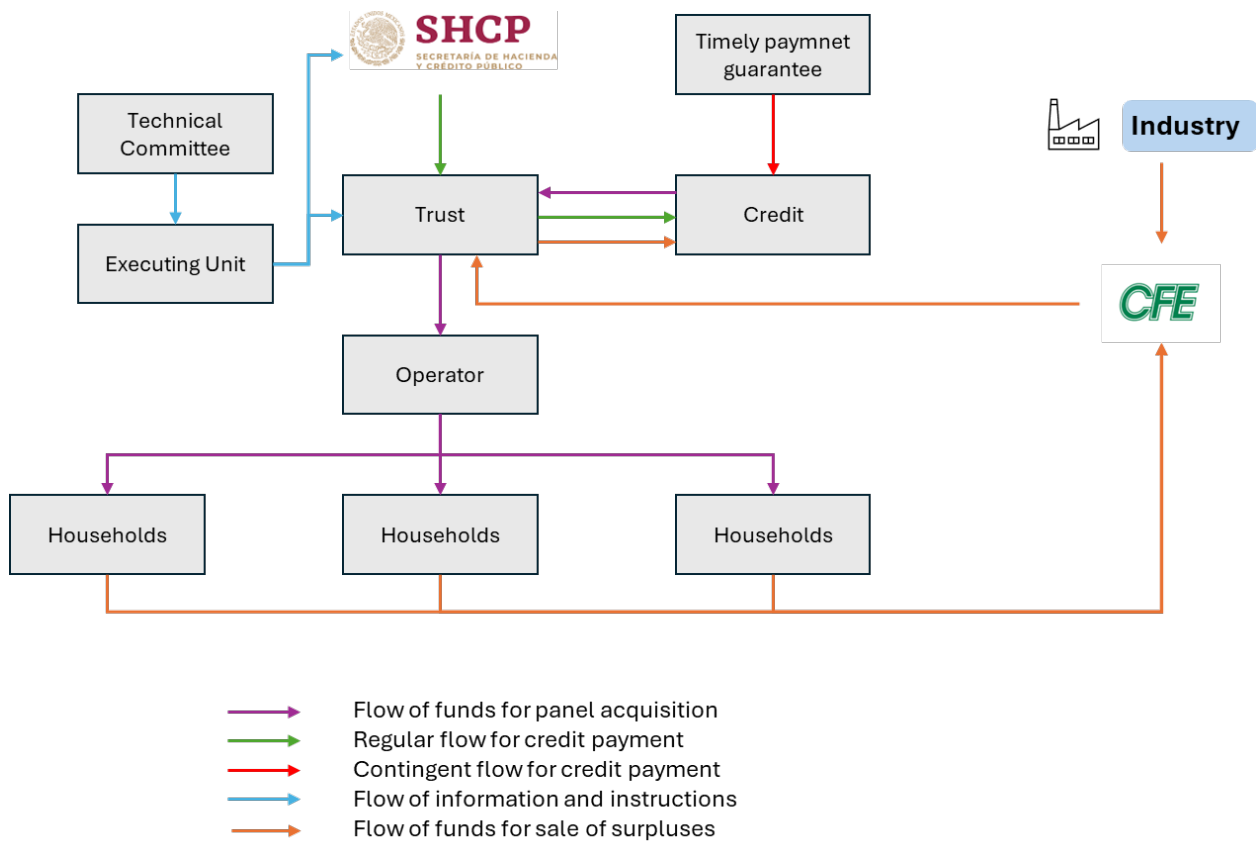 SHCP
SECRETARÍA DE HACIENDA
Y CRÉDITO PÚBLICO
Timely paymnet
guarantee
Technical
Committee
Industry
Trust
Credit
Executing Unit
CFE
Operator
Households
Households
Households
Flow of funds for panel acquisition
Regular flow for credit payment
Contingent flow for credit payment
Flow of information and instructions
Flow of funds for sale of surpluses